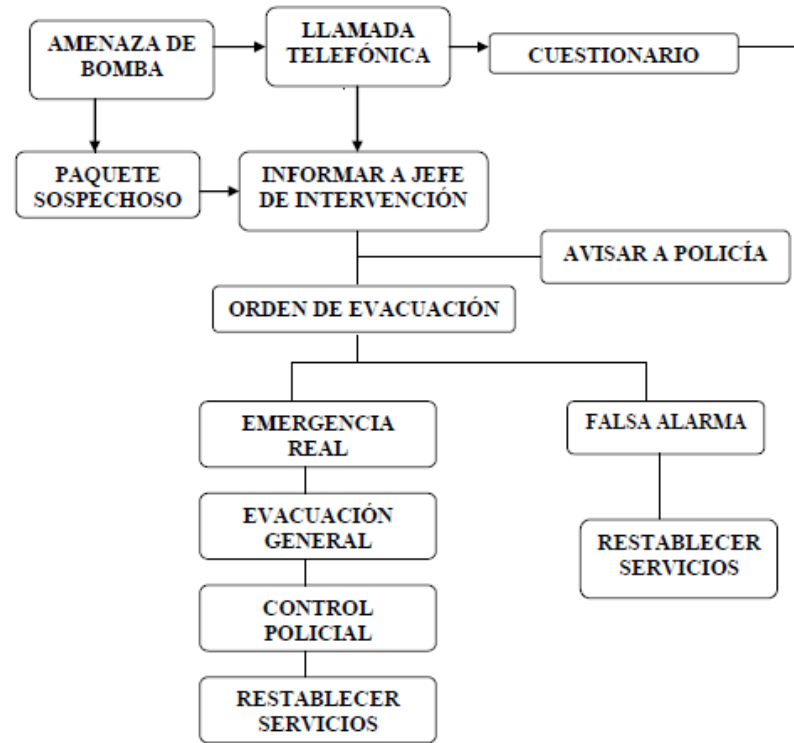 AMENAZA DE
BOMBA
LLAMADA
TELEFÓNICA
CUESTIONARIO
PAQUETE
SOSPECHOSO
INFORMAR A JEFE
DE INTERVENCIÓN
AVISAR A POLICÍA
ORDEN DE EVACUACIÓN
EMERGENCIA
REAL
FALSA ALARMA
EVACUACIÓN
GENERAL
RESTABLECER
SERVICIOS
CONTROL
POLICIAL
RESTABLECER
SERVICIOS